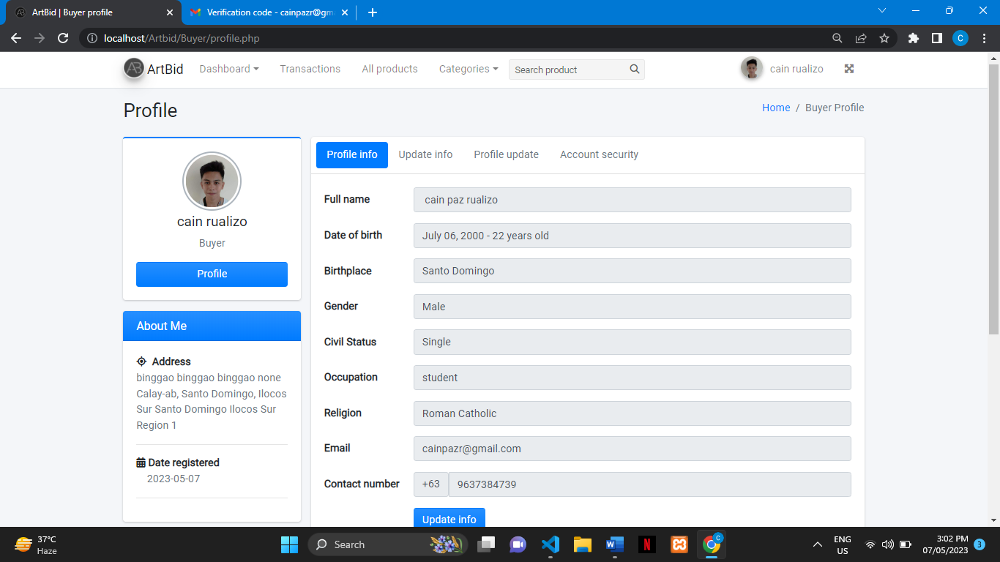 ArtBid | Buyer profile
Verification code - cainpazr@gm
localhost/Artbid/Buyer/profile.php
C
AB ArtBid Dashboard Transactions All products Categories Search product cain rualizo
Profile
Home / Buyer Profile
cain rualizo
Buyer
Profile
About Me
Address
binggao binggao binggao none
Calay-ab, Santo Domingo, Ilocos
Sur Santo Domingo Ilocos Sur
Region 1
Date registered
2023-05-07
Profile info Update info Profile update Account security
Full name cain paz rualizo
Date of birth July 06, 2000 - 22 years old
Birthplace Santo Domingo
Gender Male
Civil Status Single
Occupation student
Religion Roman Catholic
Email cainpazr@gmail.com
Contact number +63 9637384739
Update info
37°C
Haze
Search
ENG
US
3:02 PM
07/05/2023
3